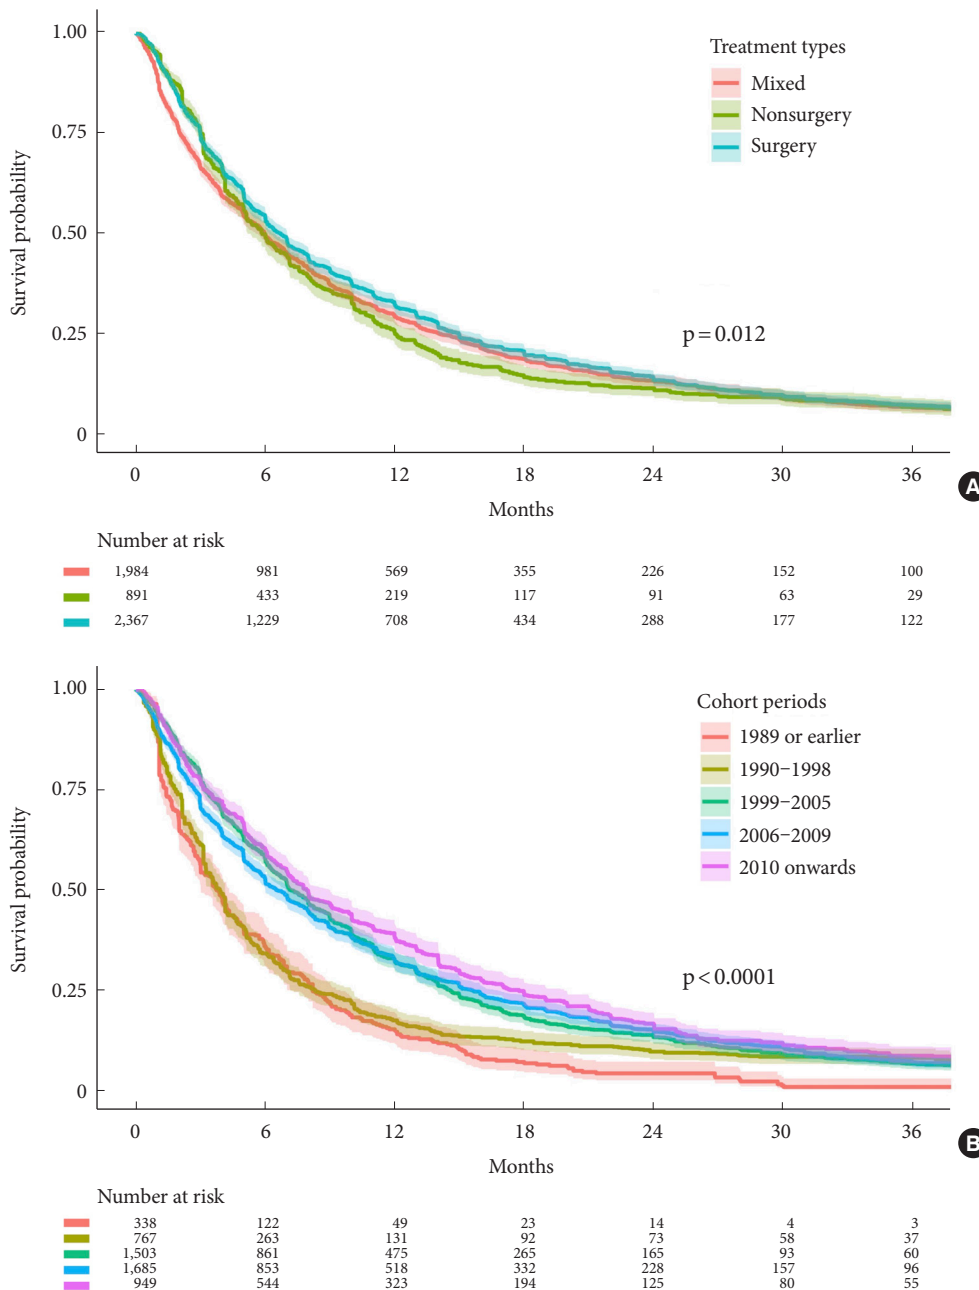 1.00
0.75
0.50
0.25
0
Survival probability
Treatment types
Mixed
Nonsurgery
Surgery
p=0.012
0 6 12 18 24 30 36
Months
A
Number at risk
1,984 981 569 355 226 152 100
891 433 219 117 91 63 29
2,367 1,229 708 434 288 177 122
1.00
0.75
0.50
0.25
0
Survival probability
Cohort periods
1989 or earlier
1990–1998
1999–2005
2006–2009
2010 onwards
p<0.0001
0 6 12 18 24 30 36
Months
B
Number at risk
338 122 49 23 14 4 3
767 263 131 92 73 58 37
1,503 861 475 265 165 93 60
1,685 853 518 332 228 157 96
949 544 323 194 125 80 55